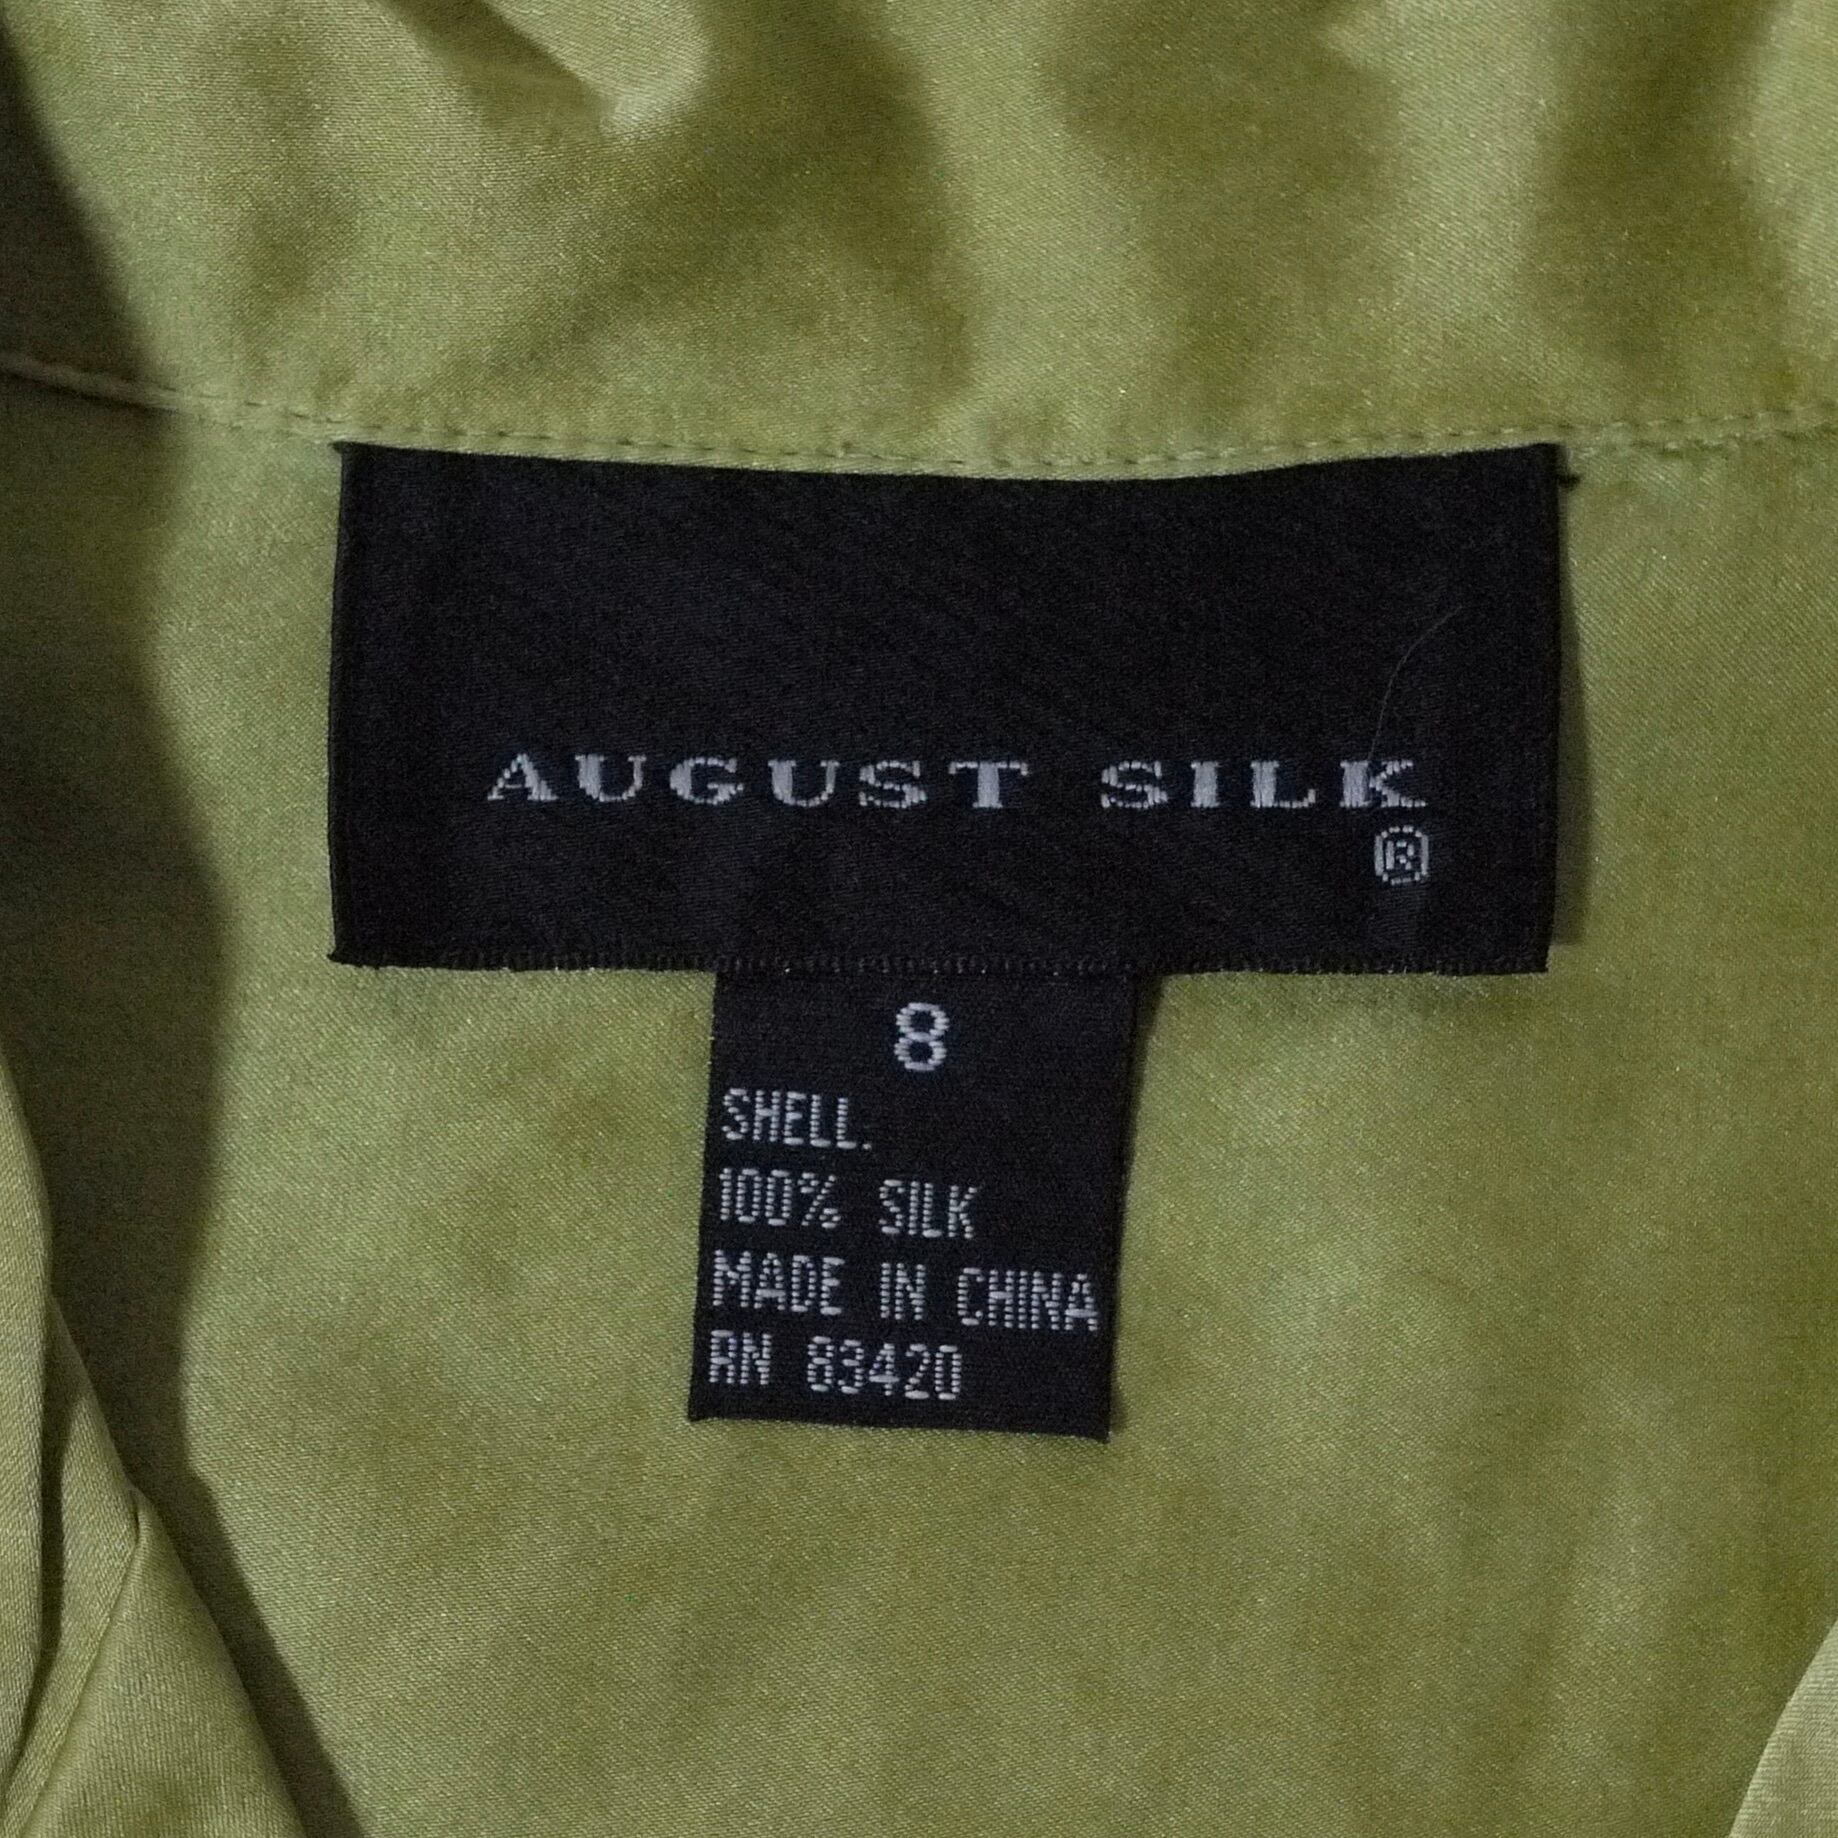 AUGUST SILK
®
8
SHELL.
100% SILK
MADE IN CHINA
RN 83420